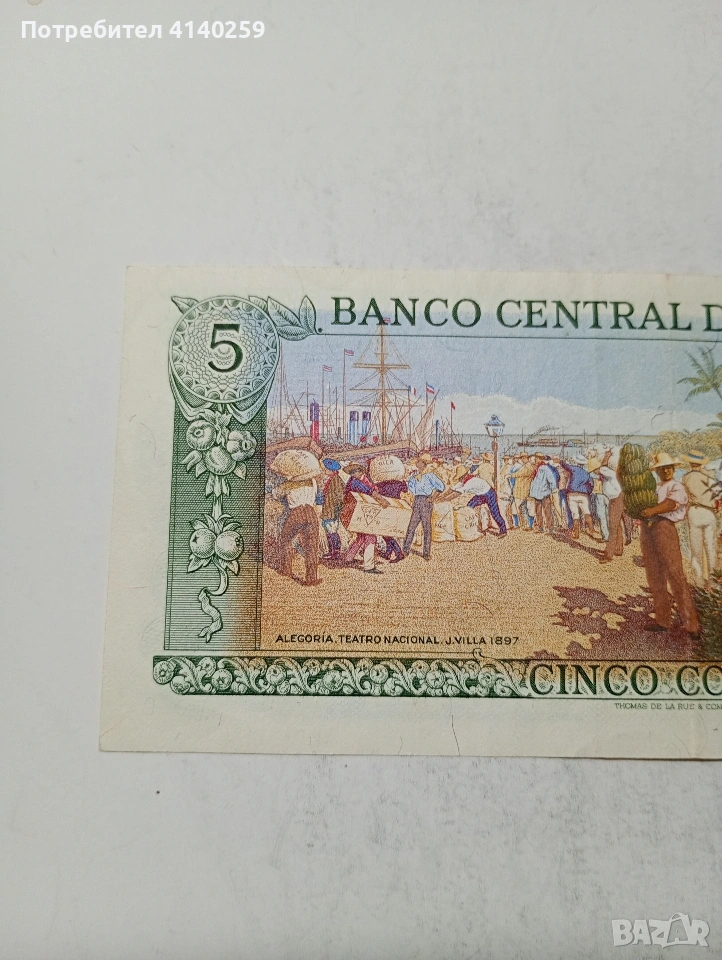 Потребител 4140259
5
BANCO CENTRAL D
ALEGORIA. TEATRO NACIONAL. J. VILLA 1897
CINCO CO
THOMAS DE LA RUE & COM
BAZAR